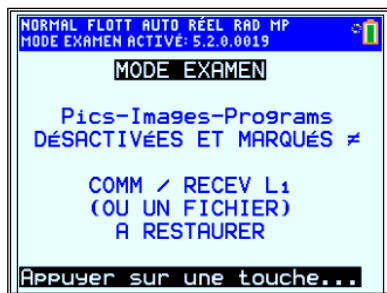 NORMAL FLOTT AUTO RÉEL RAD MP
MODE EXAMEN ACTIVÉ: 5.2.0.0019
MODE EXAMEN
Pics-Images-Programs
DÉSACTIVÉES ET MARQUÉS ≠
COMM / RECEV L₁
(OU UN FICHIER)
A RESTAURER
Appuyer sur une touche...